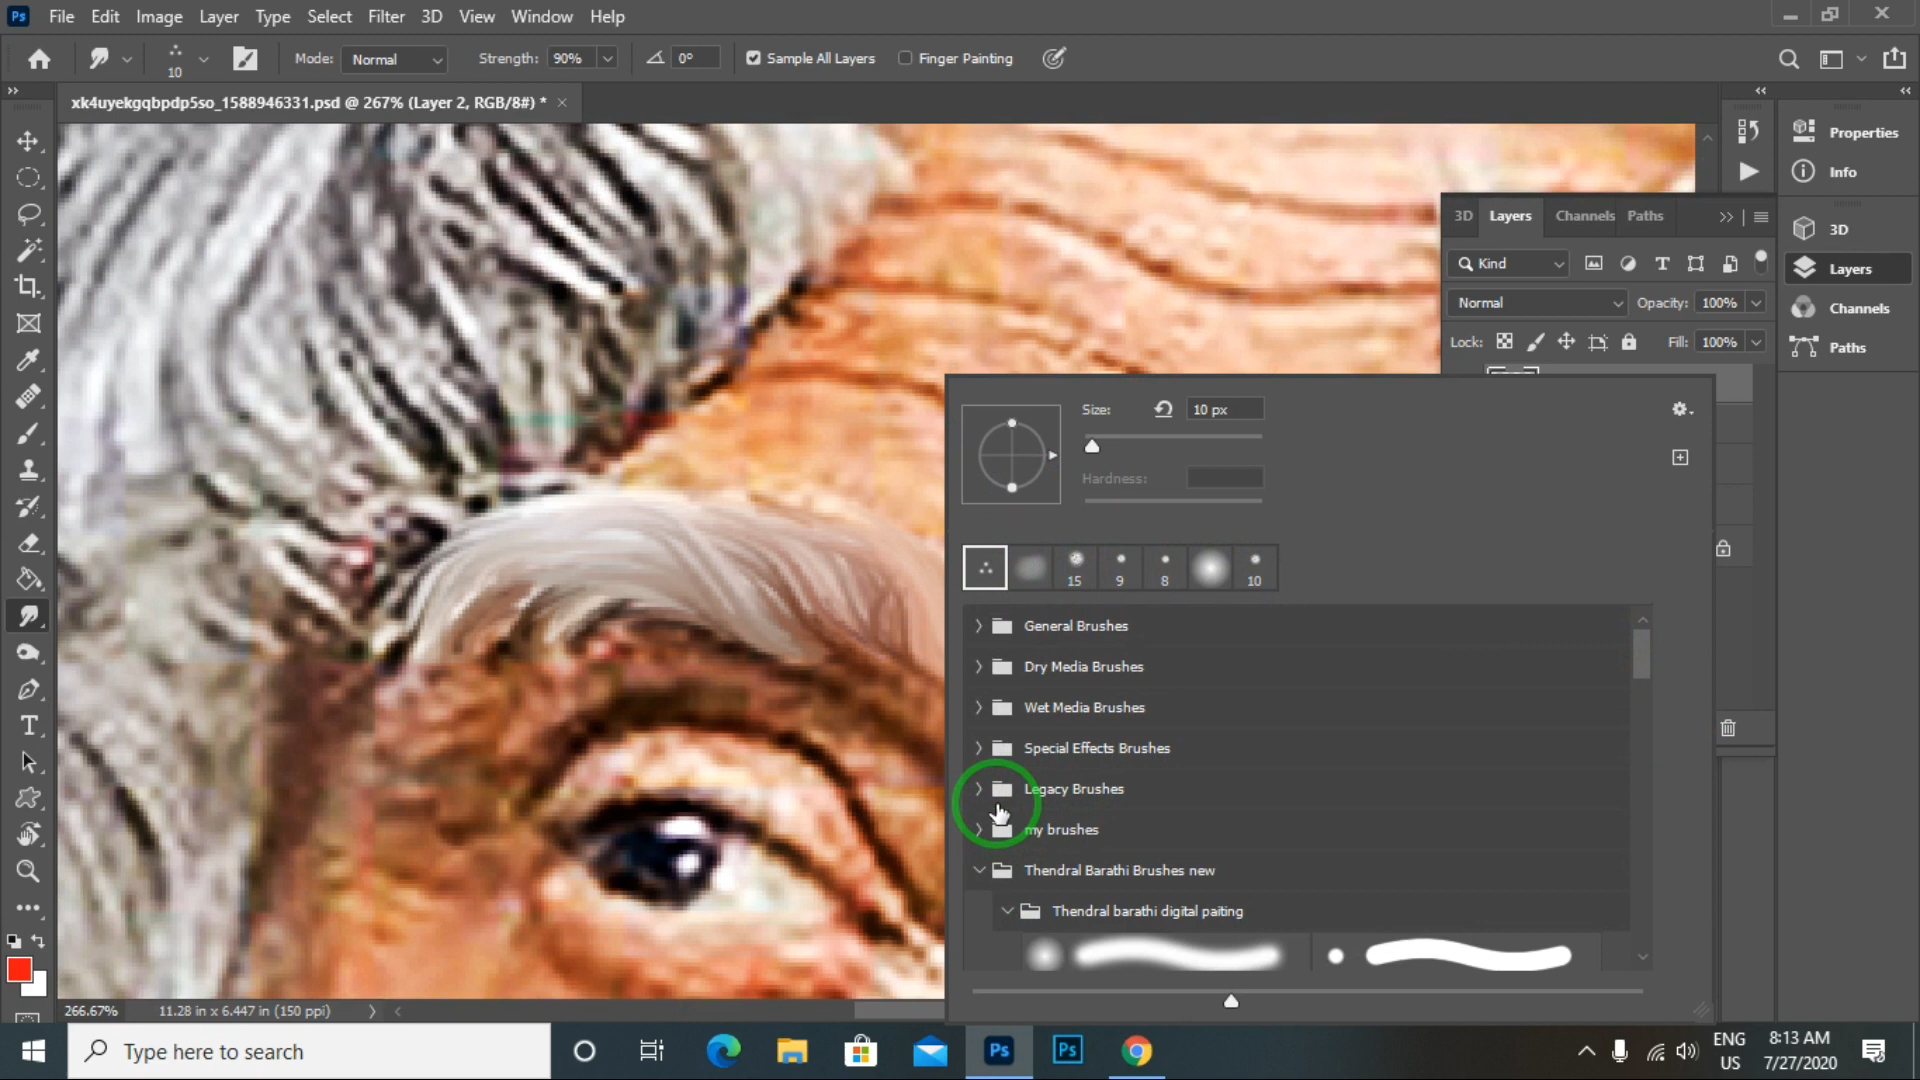 Ps File Edit Image Layer Type Select Filter 3D View Window Help
10 Mode: Normal Strength: 90% 0° Sample All Layers Finger Painting
xk4uyekgqbpdp5so_1588946331.psd @ 267% (Layer 2, RGB/8#) * ×
Properties
Info
3D Layers Channels Paths
3D
Kind
Layers
Normal Opacity: 100%
Channels
Lock: Fill: 100%
Paths
Size: 10 px
Hardness:
15 9 8 10
General Brushes
Dry Media Brushes
Wet Media Brushes
Special Effects Brushes
Legacy Brushes
my brushes
Thendral Barathi Brushes new
Thendral barathi digital paiting
266.67% 11.28 in x 6.447 in (150 ppi)
Type here to search
Ps Ps
ENG 8:13 AM
US 7/27/2020